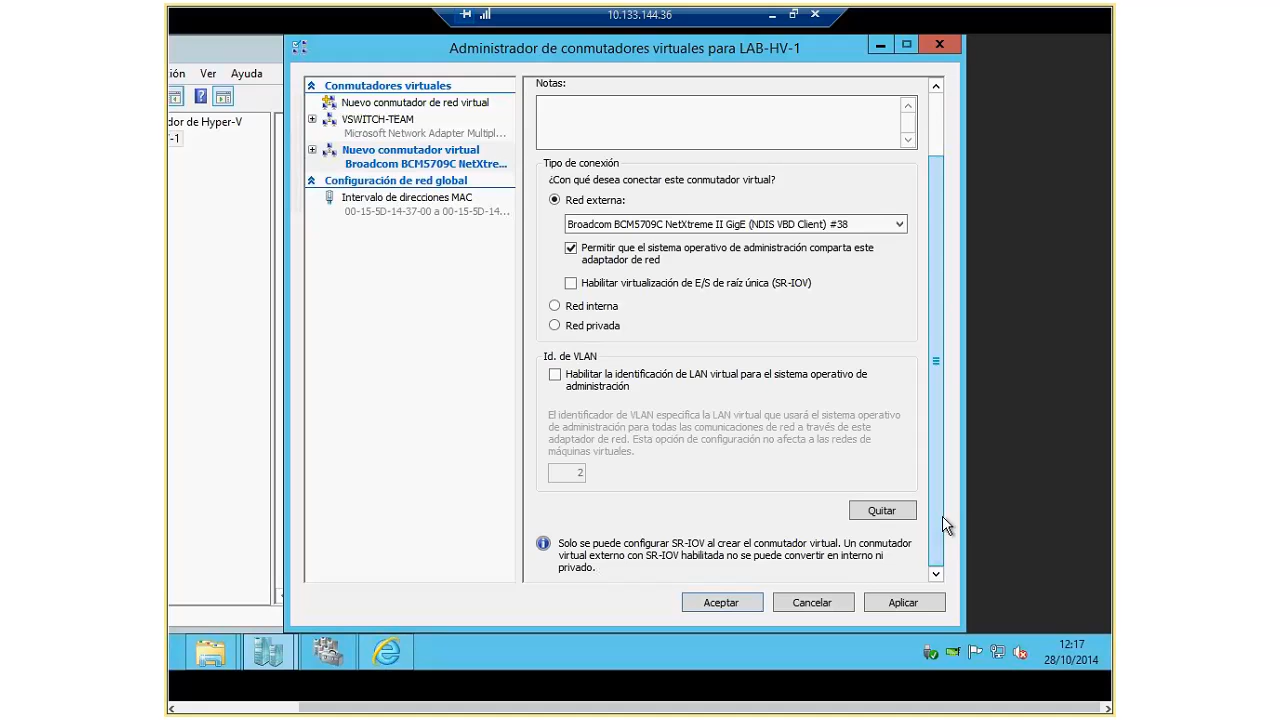 10.133.144.36
Administrador de conmutadores virtuales para LAB-HV-1
ión Ver Ayuda
dor de Hyper-V
-1
Conmutadores virtuales
Nuevo conmutador de red virtual
VSWITCH-TEAM
Microsoft Network Adapter Multipl...
Nuevo conmutador virtual
Broadcom BCM5709C NetXtre...
Configuración de red global
Intervalo de direcciones MAC
00-15-5D-14-37-00 a 00-15-5D-14...
Notas:
Tipo de conexión
¿Con qué desea conectar este conmutador virtual?
Red externa:
Broadcom BCM5709C NetXtreme II GigE (NDIS VBD Client) #38
Permitir que el sistema operativo de administración comparta este
adaptador de red
Habilitar virtualización de E/S de raíz única (SR-IOV)
Red interna
Red privada
Id. de VLAN
Habilitar la identificación de LAN virtual para el sistema operativo de
administración
El identificador de VLAN especifica la LAN virtual que usará el sistema operativo
de administración para todas las comunicaciones de red a través de este
adaptador de red. Esta opción de configuración no afecta a las redes de
máquinas virtuales.
2
Quitar
Solo se puede configurar SR-IOV al crear el conmutador virtual. Un conmutador
virtual externo con SR-IOV habilitada no se puede convertir en interno ni
privado.
Aceptar Cancelar Aplicar
12:17
28/10/2014